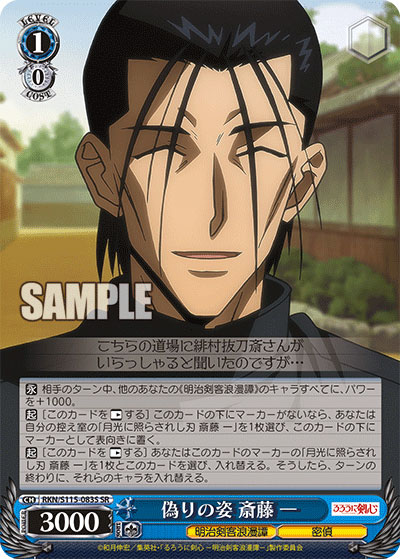 LEVEL
1
0
COST
SAMPLE
こちらの道場に緋村抜刀斎さんが
いらっしゃると聞いたのですが…
永 相手のターン中、他のあなたの《明治剣客浪漫譚》のキャラすべてに、パワー
を+1000。
起 [このカードを する] このカードの下にマーカーがないなら、あなたは
自分の控え室の「月光に照らされし刃 斎藤 一」を1枚選び、このカードの下にマー
カーとして表向きに置く。
起 [このカードを する] あなたはこのカードのマーカーの「月光に照らされ
し刃 斎藤 一」を1枚とこのカードを選び、入れ替える。そうしたら、ターンの終
わりに、それらのカードを入れ替える。
CH RKN/S115-083S SR
3000
偽りの姿 斎藤 一
るろうに剣心
明治剣客浪漫譚
密偵
©和月伸宏/集英社・「るろうに剣心 -明治剣客浪漫譚-」製作委員会